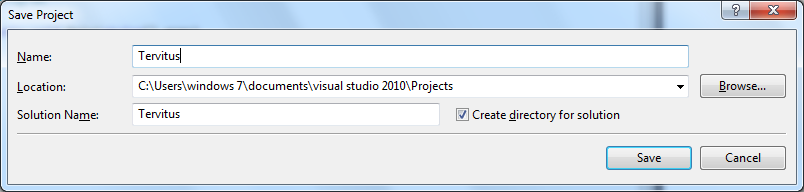 Save Project
Name: Tervitus
Location: C:\Users\windows 7\documents\visual studio 2010\Projects Browse...
Solution Name: Tervitus Create directory for solution
Save Cancel